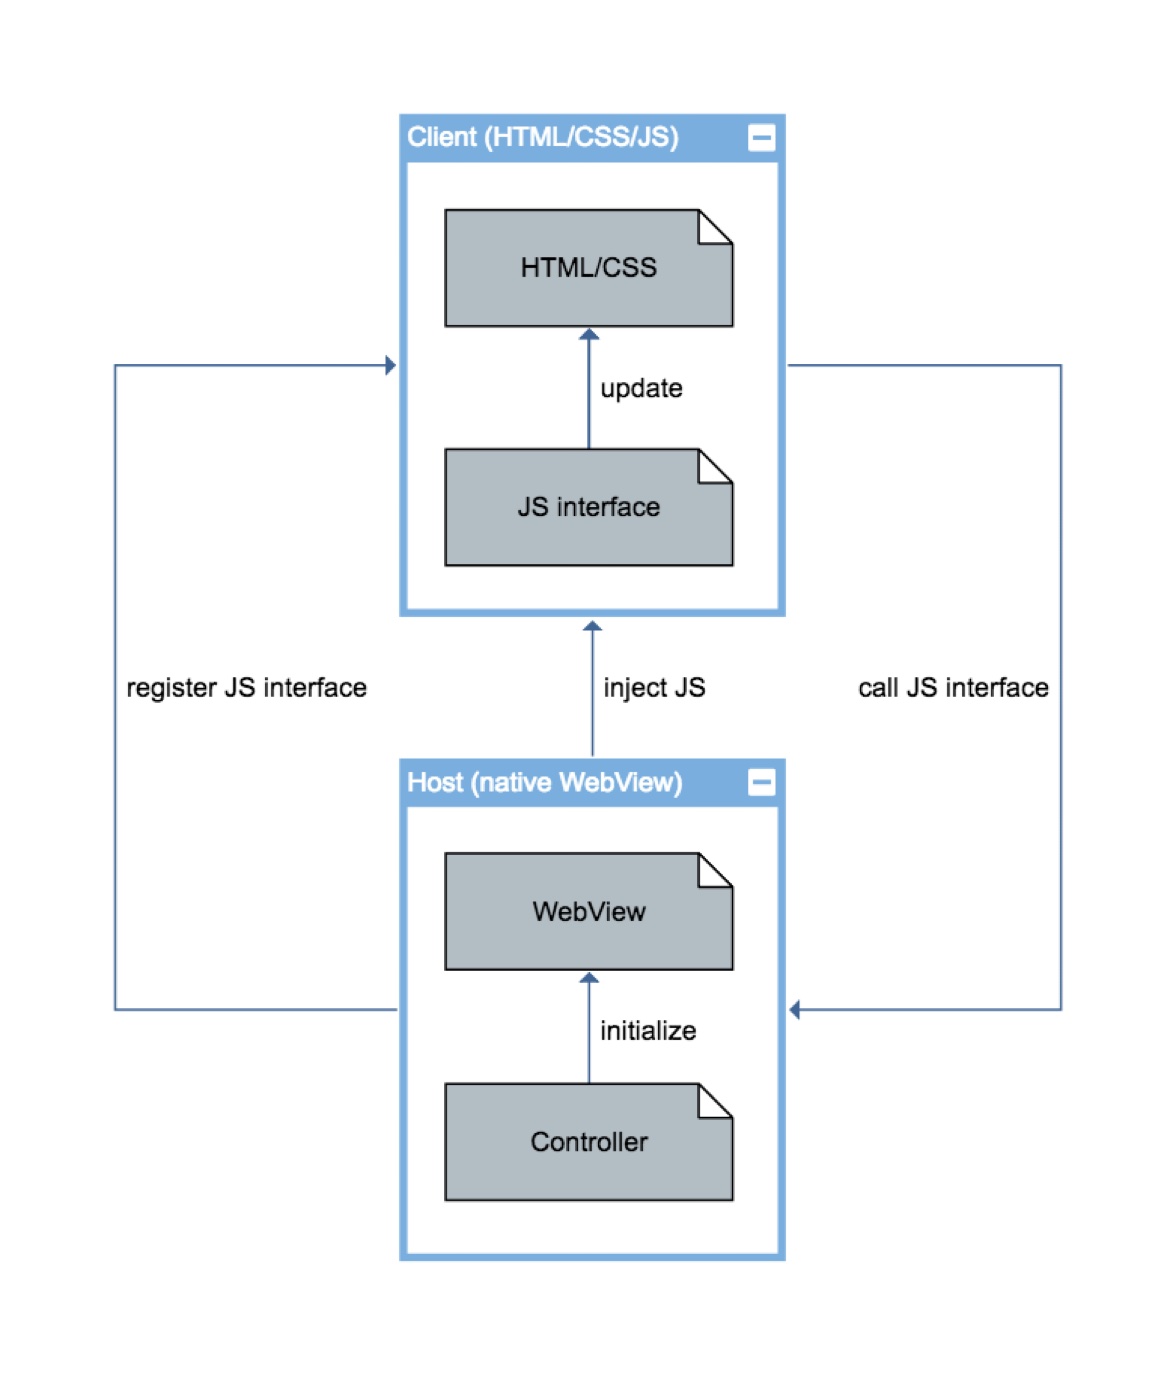 Client (HTML/CSS/JS)
HTML/CSS
update
JS interface
register JS interface
inject JS
call JS interface
Host (native WebView)
WebView
initialize
Controller